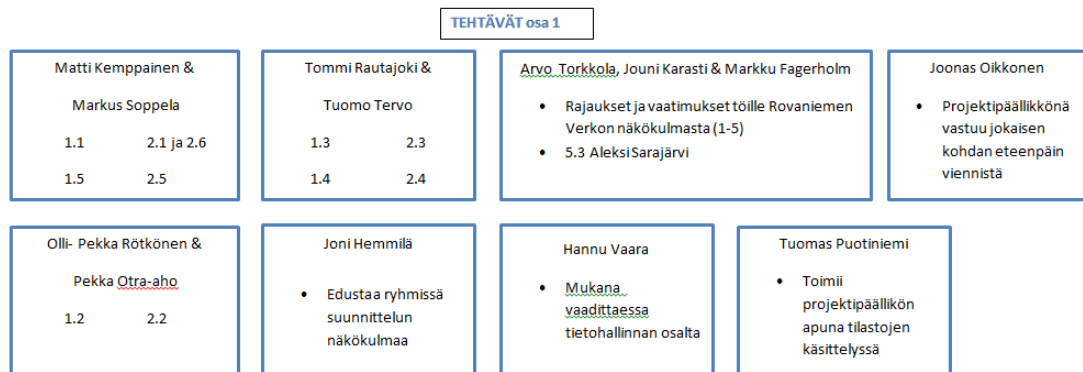 TEHTÄVÄT osa 1
Matti Kemppainen &
Markus Soppela
1.1 2.1 ja 2.6
1.5 2.5
Tommi Rautajoki &
Tuomo Tervo
1.3 2.3
1.4 2.4
Arvo Torkkola, Jouni Karasti & Markku Fagerholm
• Rajaukset ja vaatimukset töille Rovaniemen
Verkon näkökulmasta (1-5)
• 5.3 Aleksi Sarajärvi
Joonas Oikkonen
• Projektipäällikkönä
vastuu jokaisen
kohdan eteenpäin
viennistä
Olli- Pekka Rötkönen &
Pekka Otra-aho
1.2 2.2
Joni Hemmilä
• Edustaa ryhmissä
suunnittelun
näkökulmaa
Hannu Vaara
• Mukana
vaadittaessa
tietohallinnan osalta
Tuomas Puotiniemi
• Toimii
projektipäällikön
apuna tilastojen
käsittelyssä